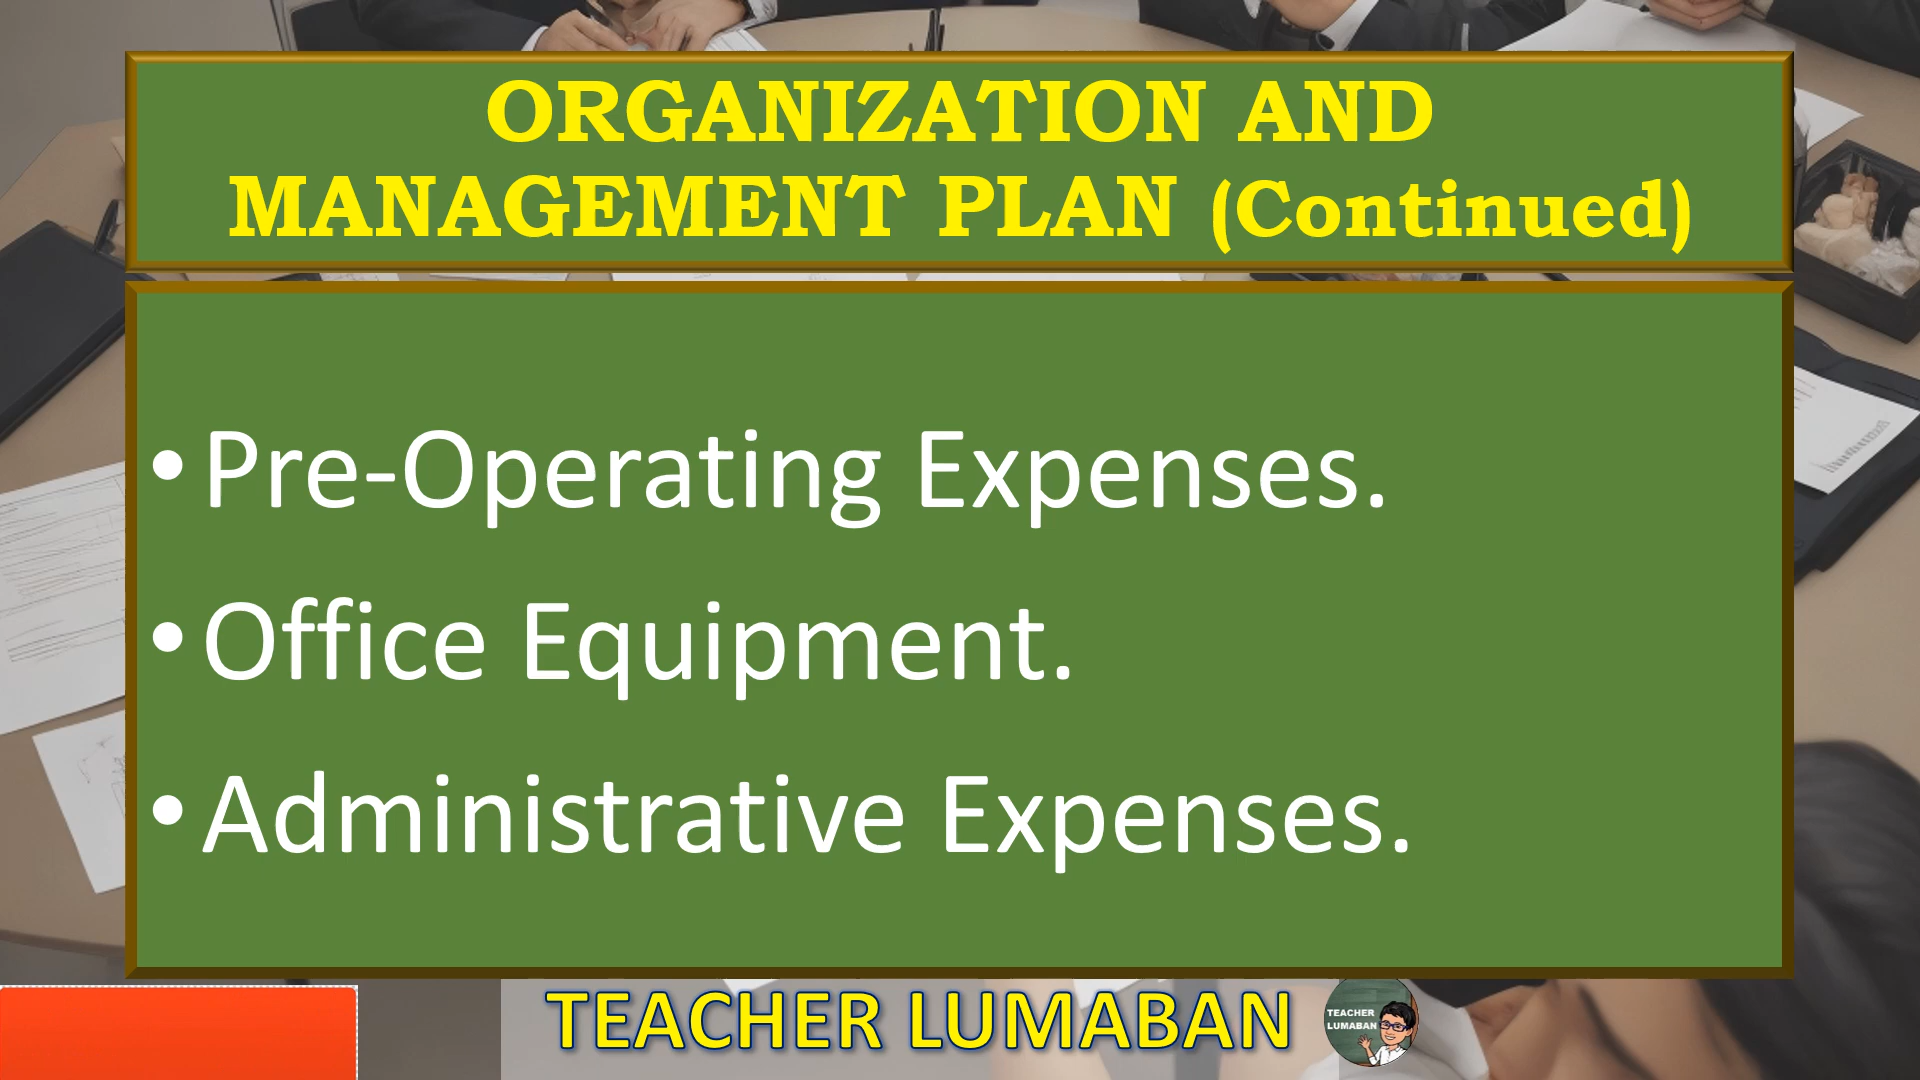 ORGANIZATION AND
MANAGEMENT PLAN (Continued)
• Pre-Operating Expenses.
• Office Equipment.
• Administrative Expenses.
TEACHER LUMABAN
TEACHER
LUMABAN